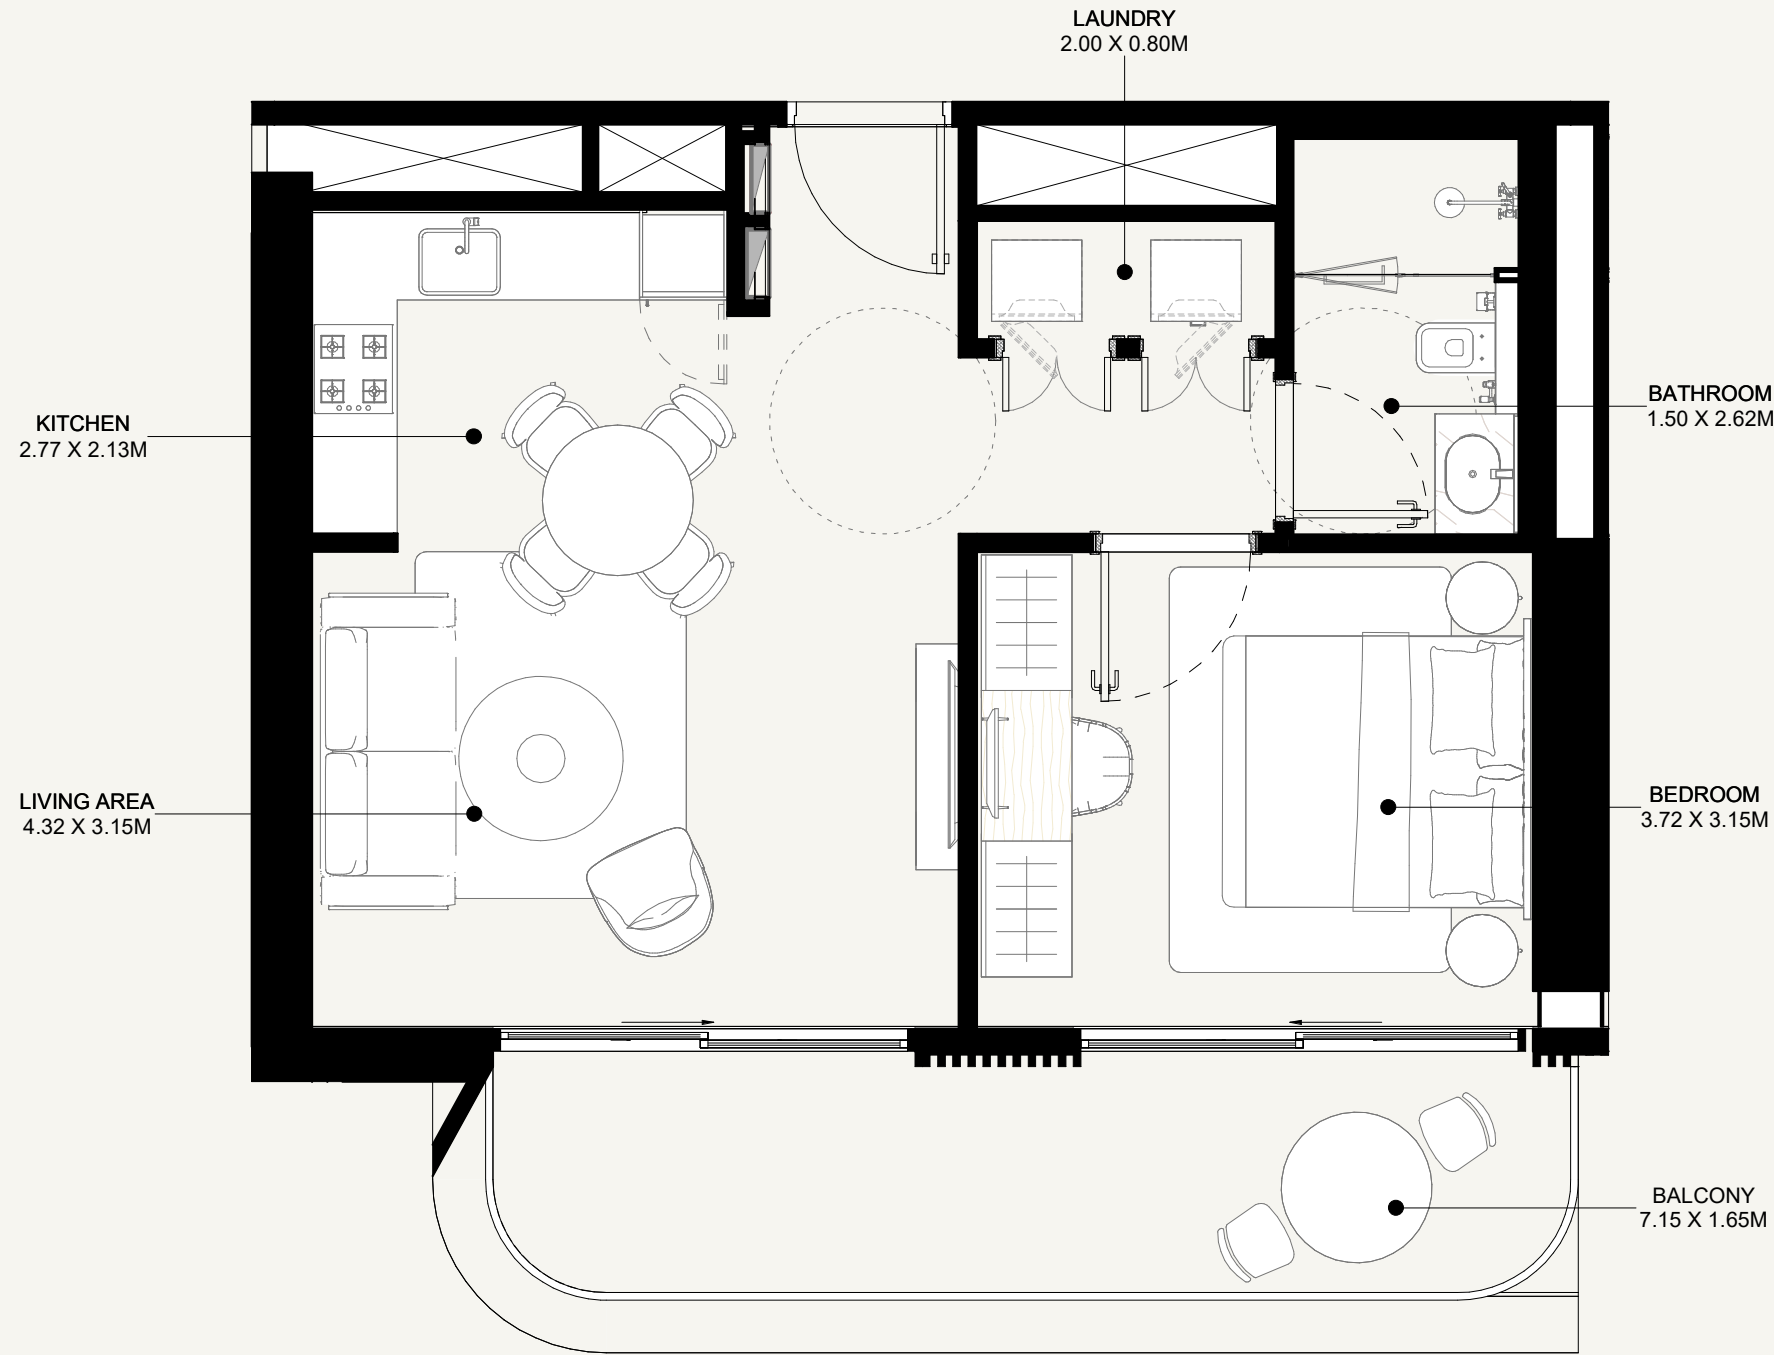 LAUNDRY
2.00 X 0.80M
KITCHEN
2.77 X 2.13M
BATHROOM
1.50 X 2.62M
LIVING AREA
4.32 X 3.15M
BEDROOM
3.72 X 3.15M
BALCONY
7.15 X 1.65M